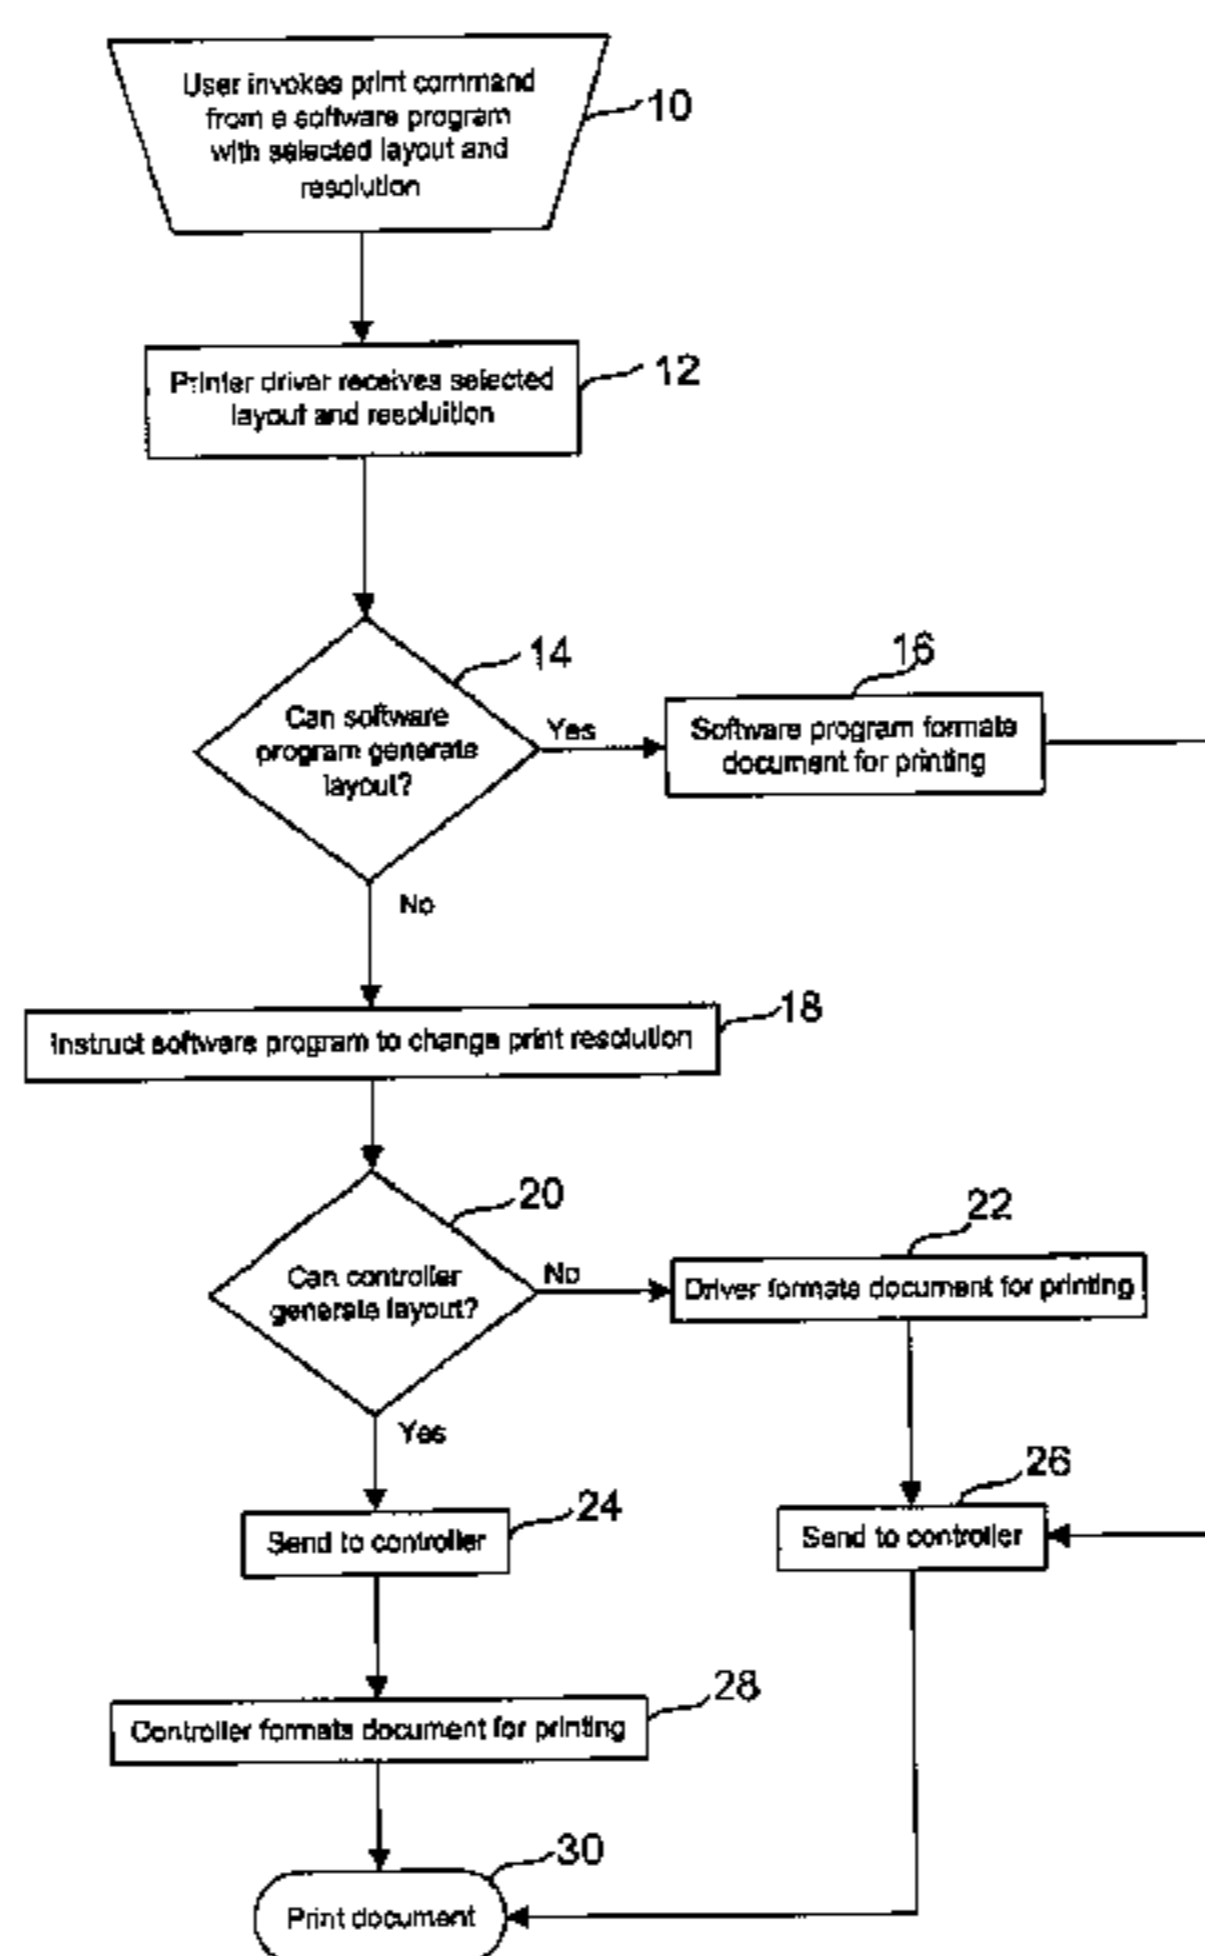 User invokes print command
from a software program
with selected layout and
resolution
10
Printer driver receives selected
layout and resoluition
12
Can software
program generate
layout?
14
Yes
Software program formats
document for printing
16
No
Instruct software program to change print resolution
18
Can controller
generate layout?
20
No
Driver formats document for printing
22
Yes
Send to controller
24
Send to controller
26
Controller formats document for printing
28
Print document
30